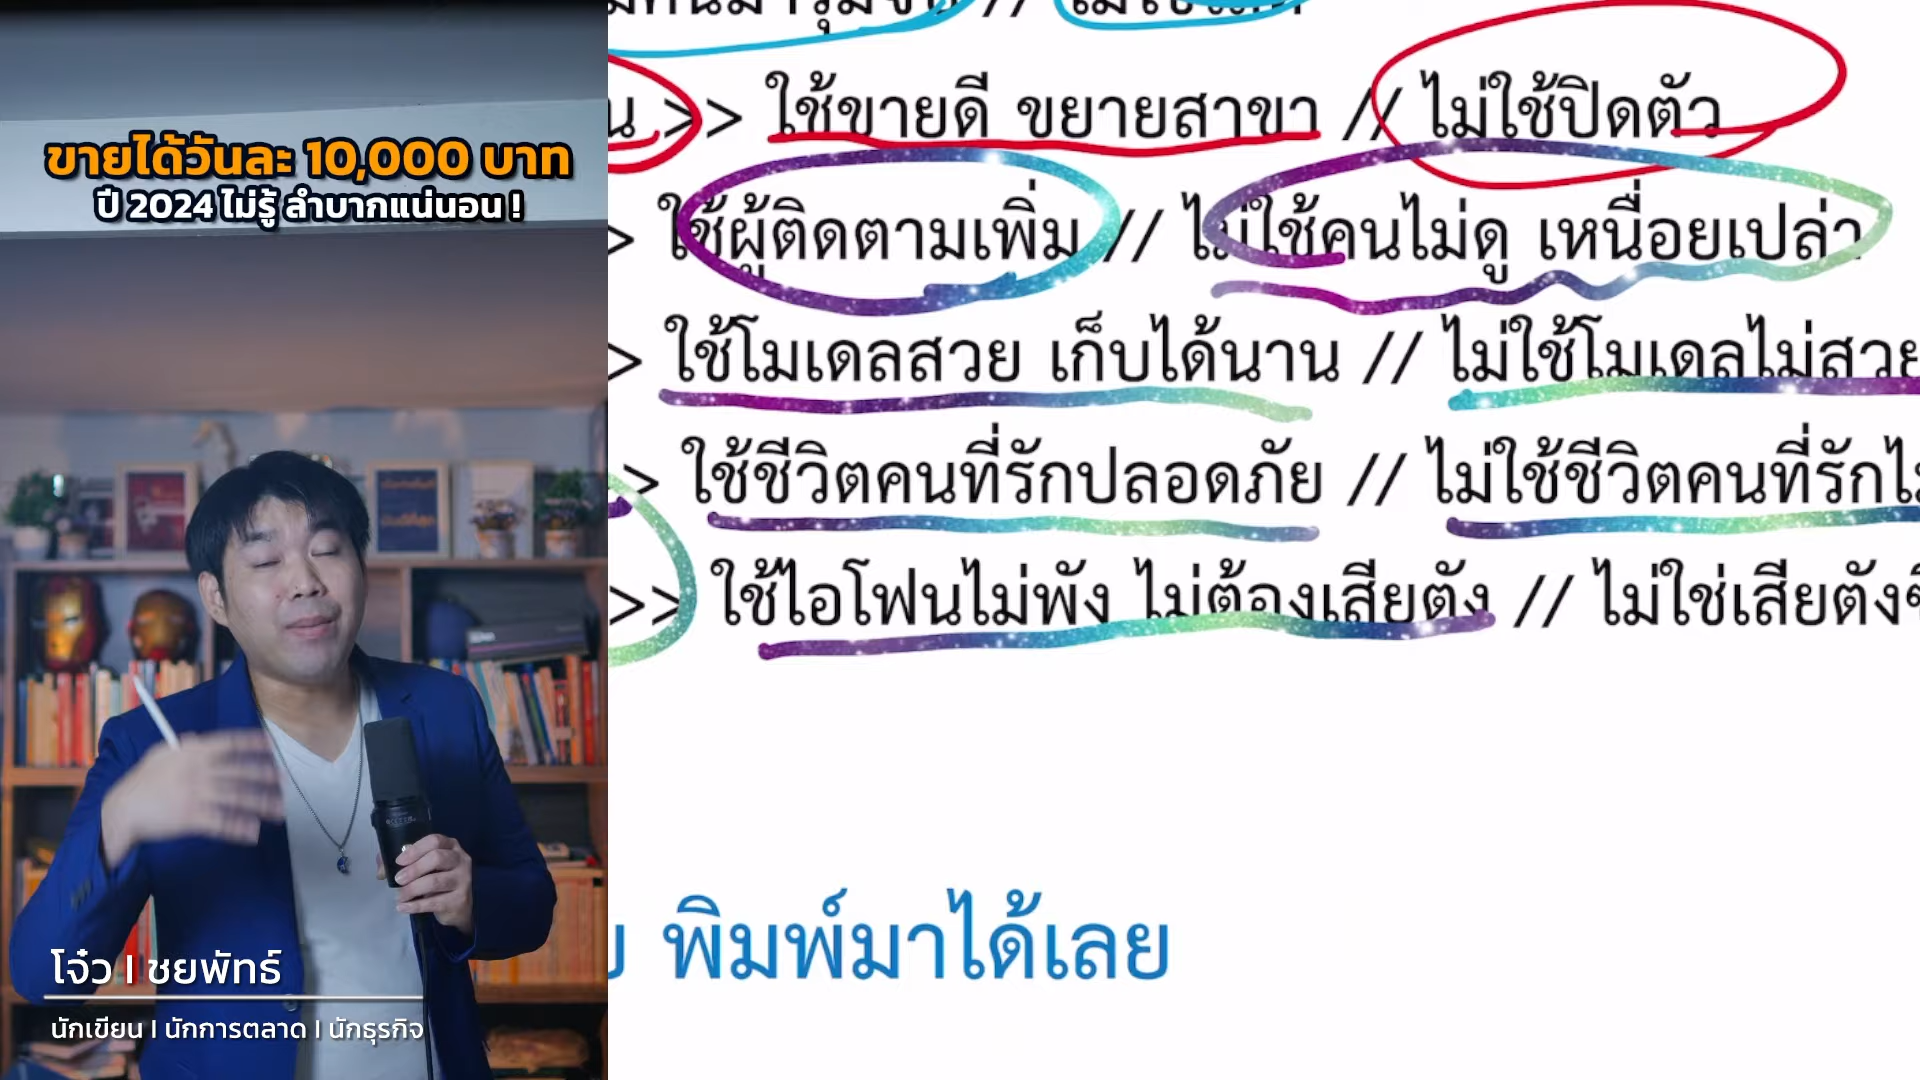 ขายได้วันละ 10,000 บาท
ปี 2024 ไม่รู้ ลำบากแน่นอน !
โจ๋ว I ชยพัทธ์
นักเขียน I นักการตลาด I นักธุรกิจ
// ไม่ใช่โสด
>> ใช้ขายดี ขยายสาขา // ไม่ใช้ปิดตัว
> ใช้ผู้ติดตามเพิ่ม // ไม่ใช้คนไม่ดู เหนื่อยเปล่า
> ใช้โมเดลสวย เก็บได้นาน // ไม่ใช้โมเดลไม่สวย
>> ใช้ชีวิตคนที่รักปลอดภัย // ไม่ใช้ชีวิตคนที่รัก
>> ใช้ไอโฟนไม่พัง ไม่ต้องเสียตัง // ไม่ใช่เสียตัง
พิมพ์มาได้เลย